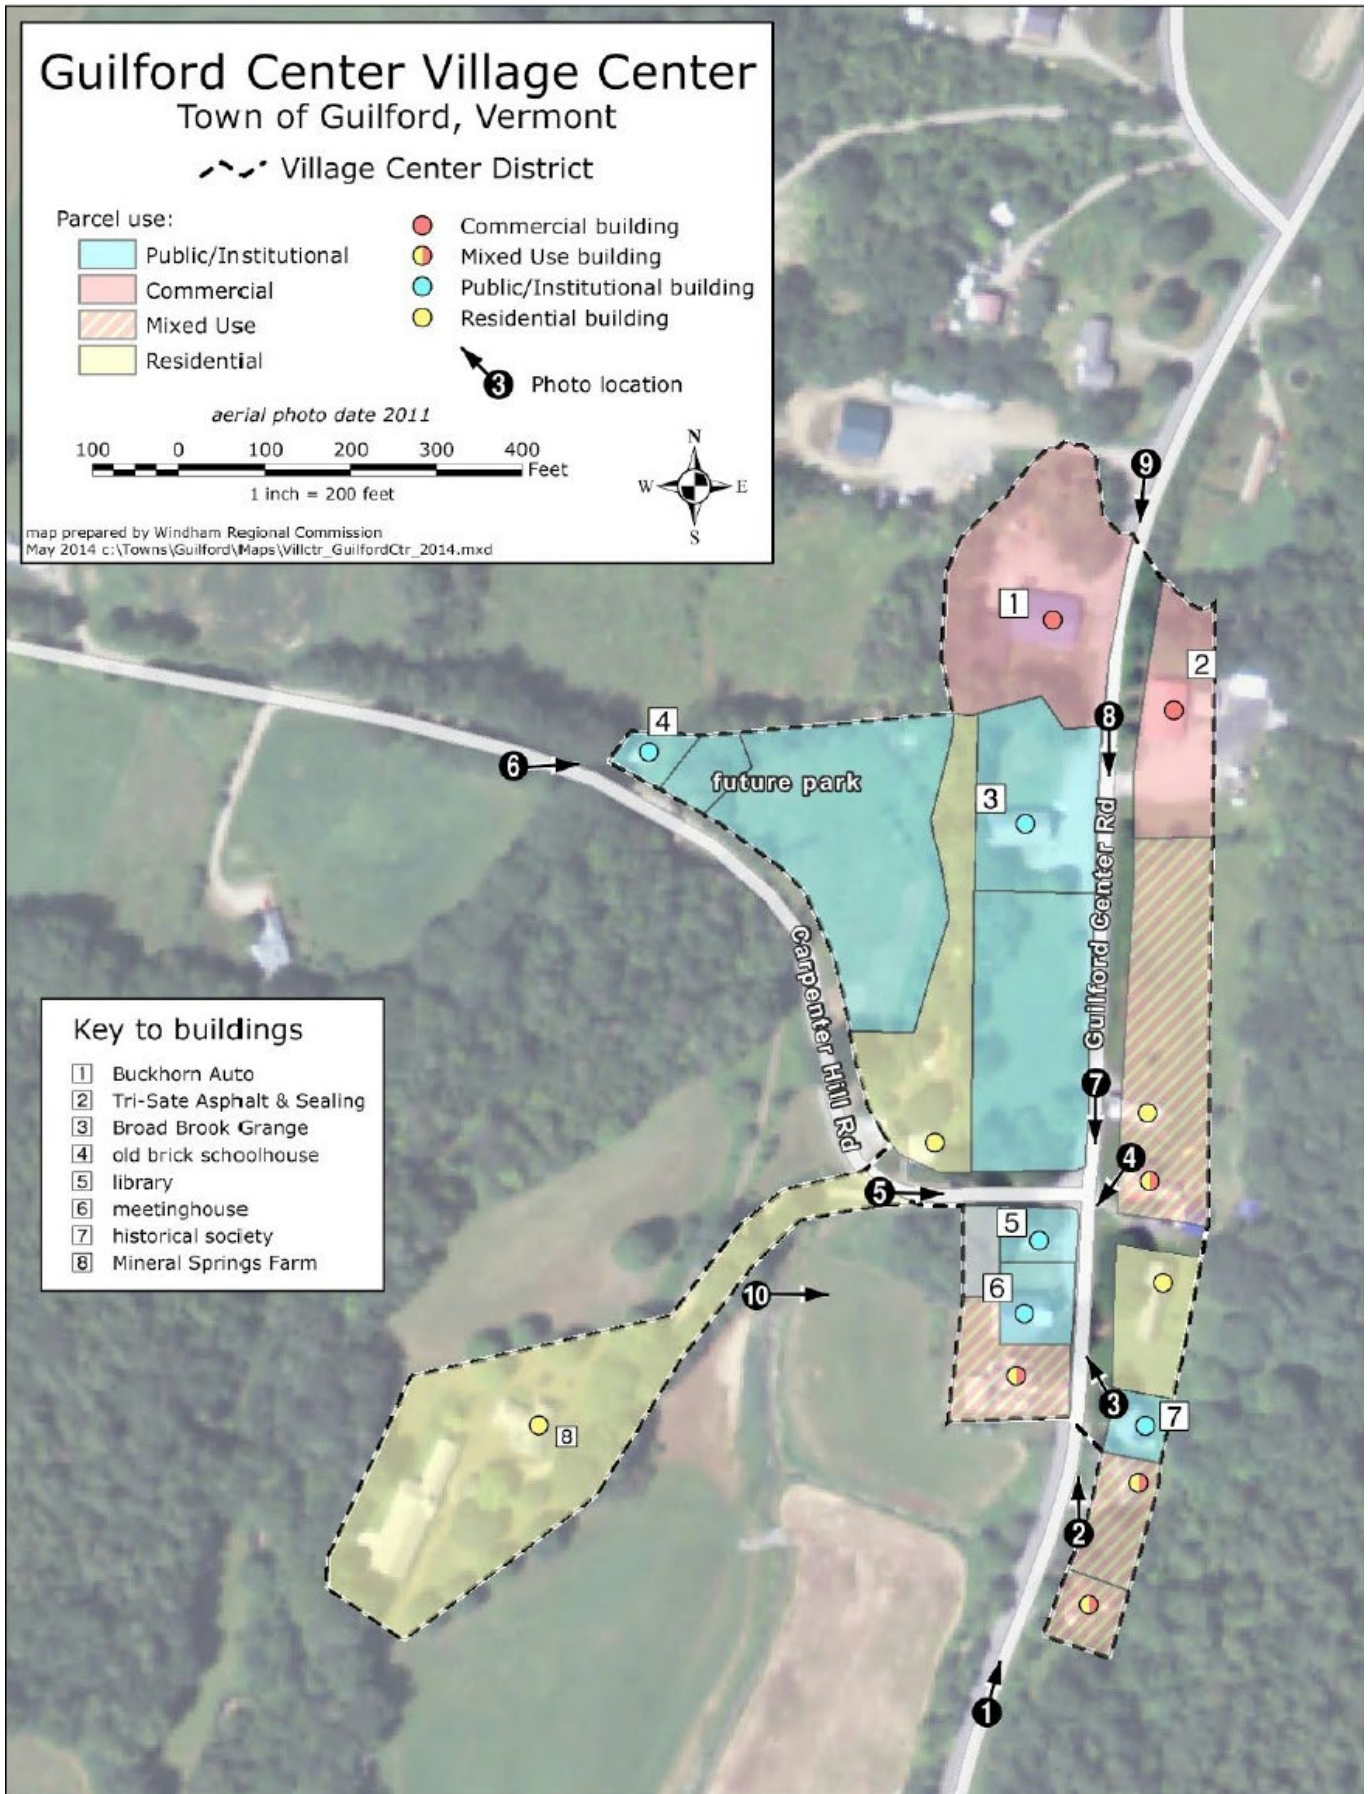 Guilford Center Village Center
Town of Guilford, Vermont
Village Center District
Parcel use:
Public/Institutional
Commercial
Mixed Use
Residential
Commercial building
Mixed Use building
Public/Institutional building
Residential building
3 Photo location
aerial photo date 2011
100 0 100 200 300 400
Feet
1 inch = 200 feet
N
W E
S
map prepared by Windham Regional Commission
May 2014 c:\Towns\Guilford\Maps\Villctr_GuilfordCtr_2014.mxd
9
1
2
4
8
6
future park
3
Guilford Center Rd
Carpenter Hill Rd
7
4
5
5
6
10
3
7
8
2
1
Key to buildings
1 Buckhorn Auto
2 Tri-Sate Asphalt & Sealing
3 Broad Brook Grange
4 old brick schoolhouse
5 library
6 meetinghouse
7 historical society
8 Mineral Springs Farm